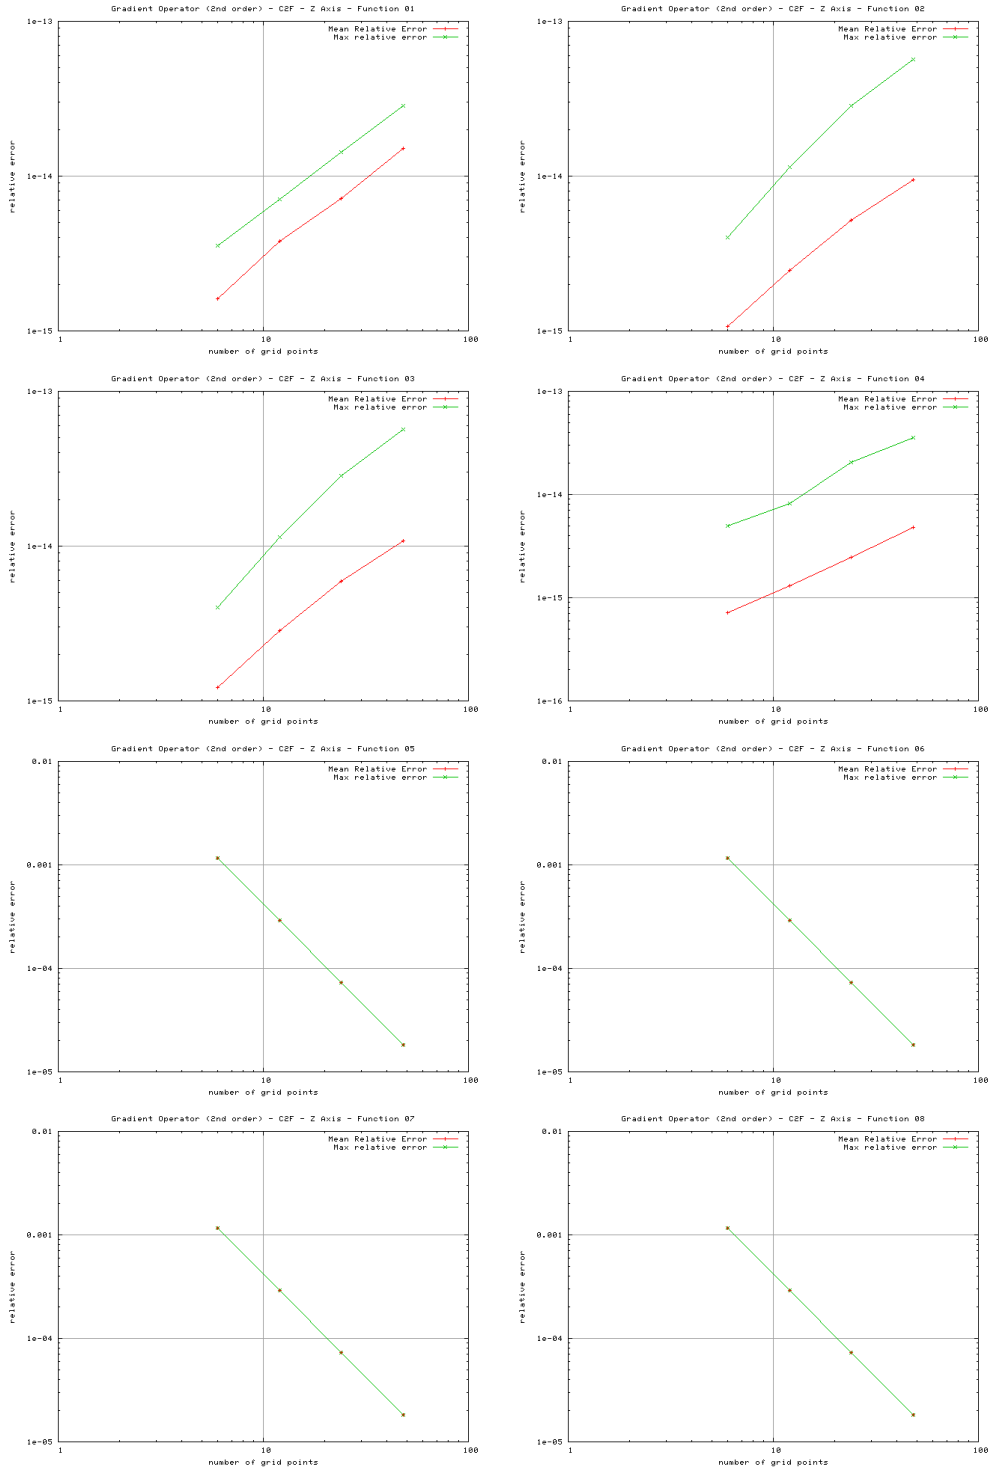 Gradient Operator (2nd order) - C2F - Z Axis - Function 01
1e-13
Mean Relative Error
Max relative error
relative error
1e-14
1e-15
1
10
100
number of grid points
Gradient Operator (2nd order) - C2F - Z Axis - Function 02
1e-13
Mean Relative Error
Max relative error
relative error
1e-14
1e-15
1
10
100
number of grid points
Gradient Operator (2nd order) - C2F - Z Axis - Function 03
1e-13
Mean Relative Error
Max relative error
relative error
1e-14
1e-15
1
10
100
number of grid points
Gradient Operator (2nd order) - C2F - Z Axis - Function 04
1e-13
Mean Relative Error
Max relative error
relative error
1e-14
1e-15
1e-16
1
10
100
number of grid points
Gradient Operator (2nd order) - C2F - Z Axis - Function 05
0.01
Mean Relative Error
Max relative error
relative error
0.001
1e-04
1e-05
1
10
100
number of grid points
Gradient Operator (2nd order) - C2F - Z Axis - Function 06
0.01
Mean Relative Error
Max relative error
relative error
0.001
1e-04
1e-05
1
10
100
number of grid points
Gradient Operator (2nd order) - C2F - Z Axis - Function 07
0.01
Mean Relative Error
Max relative error
relative error
0.001
1e-04
1e-05
1
10
100
number of grid points
Gradient Operator (2nd order) - C2F - Z Axis - Function 08
0.01
Mean Relative Error
Max relative error
relative error
0.001
1e-04
1e-05
1
10
100
number of grid points